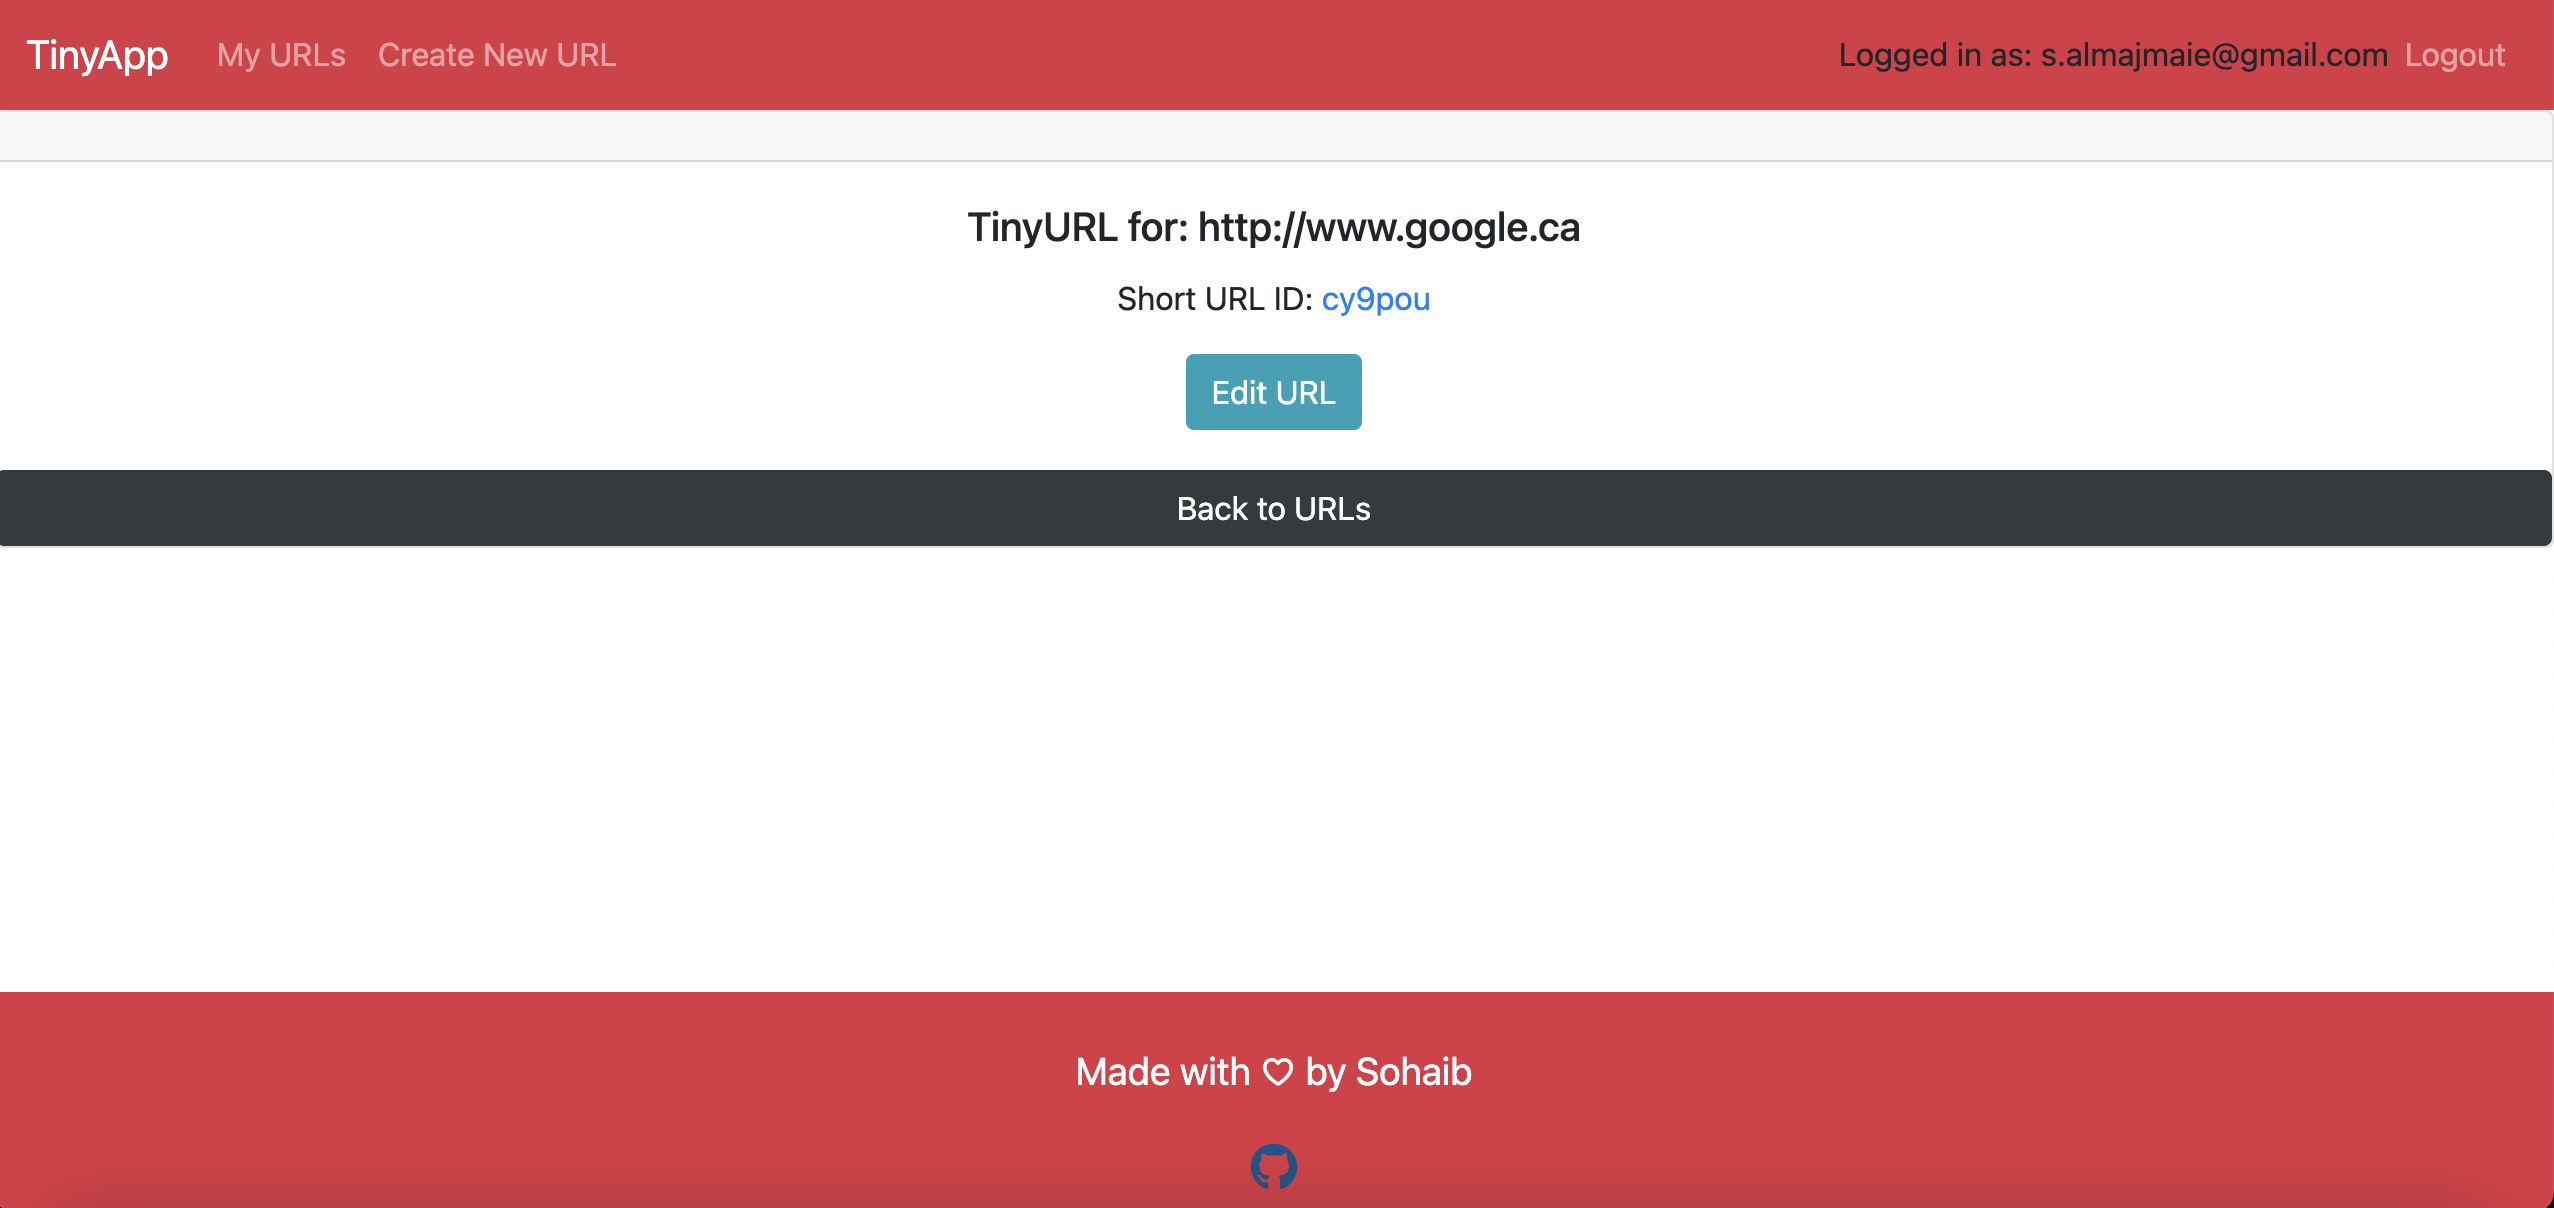 TinyApp My URLs Create New URL Logged in as: s.almajmaie@gmail.com Logout
TinyURL for: http://www.google.ca
Short URL ID: cy9pou
Edit URL
Back to URLs
Made with ♡ by Sohaib